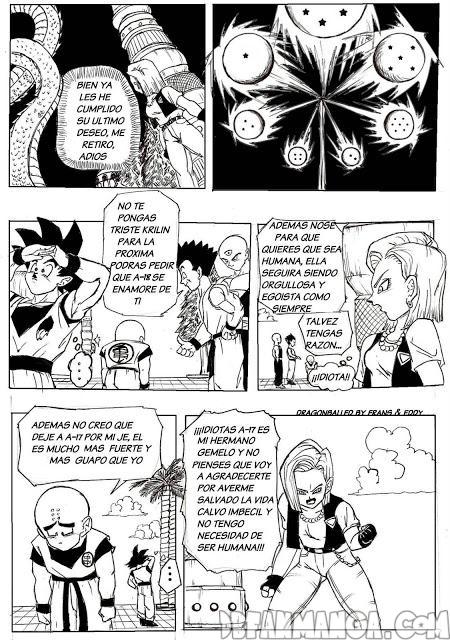 BIEN YA
LES HE
CUMPLIDO
SU ULTIMO
DESEO, ME
RETIRO,
ADIOS
NO TE
PONGAS
TRISTE KRILIN
PARA LA
PROXIMA
PODRAS PEDIR
QUE A-18 SE
ENAMORE DE
TI
...
ADEMAS NOSE
PARA QUE
QUIERES QUE SEA
HUMANA, ELLA
SEGUIRA SIENDO
ORGULLOSA Y
EGOISTA COMO
SIEMPRE
TALVEZ
TENGAS
RAZON...
¡¡IDIOTA!!
DRAGONBALLED BY FRANS & EDDY
ADEMAS NO CREO QUE
DEJE A A-17 POR MI JE, EL
ES MUCHO MAS FUERTE Y
MAS GUAPO QUE YO
¡¡¡IDIOTAS A-17 ES
MI HERMANO
GEMELO Y NO
PIENSES QUE VOY
A AGRADECERTE
POR AVERME
SALVADO LA VIDA
CALVO IMBECIL Y
NO TENGO
NECESIDAD DE
SER HUMANA!!!
DBFANMANGA.COM